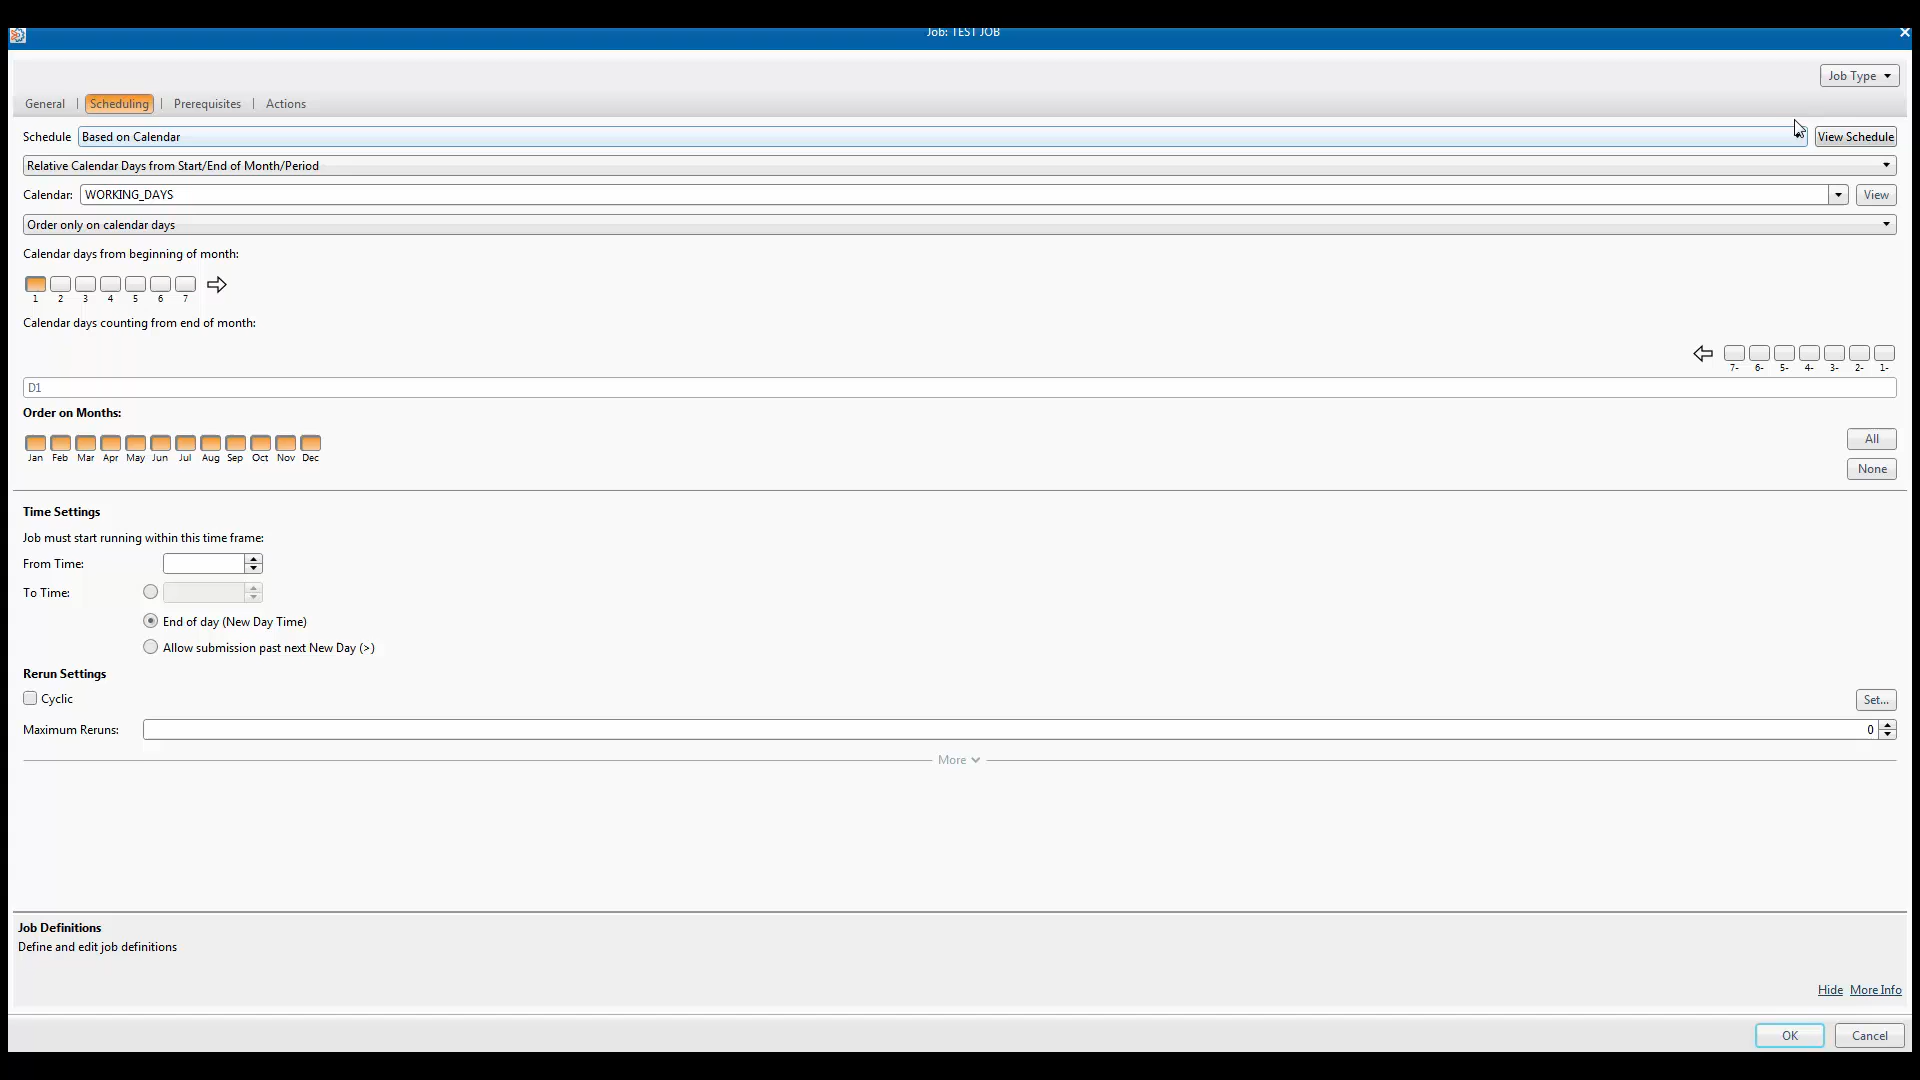 Job: TEST JOB
Job Type
General | Scheduling | Prerequisites | Actions
Schedule Based on Calendar View Schedule
Relative Calendar Days from Start/End of Month/Period
Calendar: WORKING_DAYS View
Order only on calendar days
Calendar days from beginning of month:
1 2 3 4 5 6 7
Calendar days counting from end of month:
7- 6- 5- 4- 3- 2- 1-
D1
Order on Months:
All
Jan Feb Mar Apr May Jun Jul Aug Sep Oct Nov Dec
None
Time Settings
Job must start running within this time frame:
From Time:
To Time:
End of day (New Day Time)
Allow submission past next New Day (>)
Rerun Settings
Cyclic Set...
Maximum Reruns: 0
More
Job Definitions
Define and edit job definitions
Hide More Info
OK Cancel